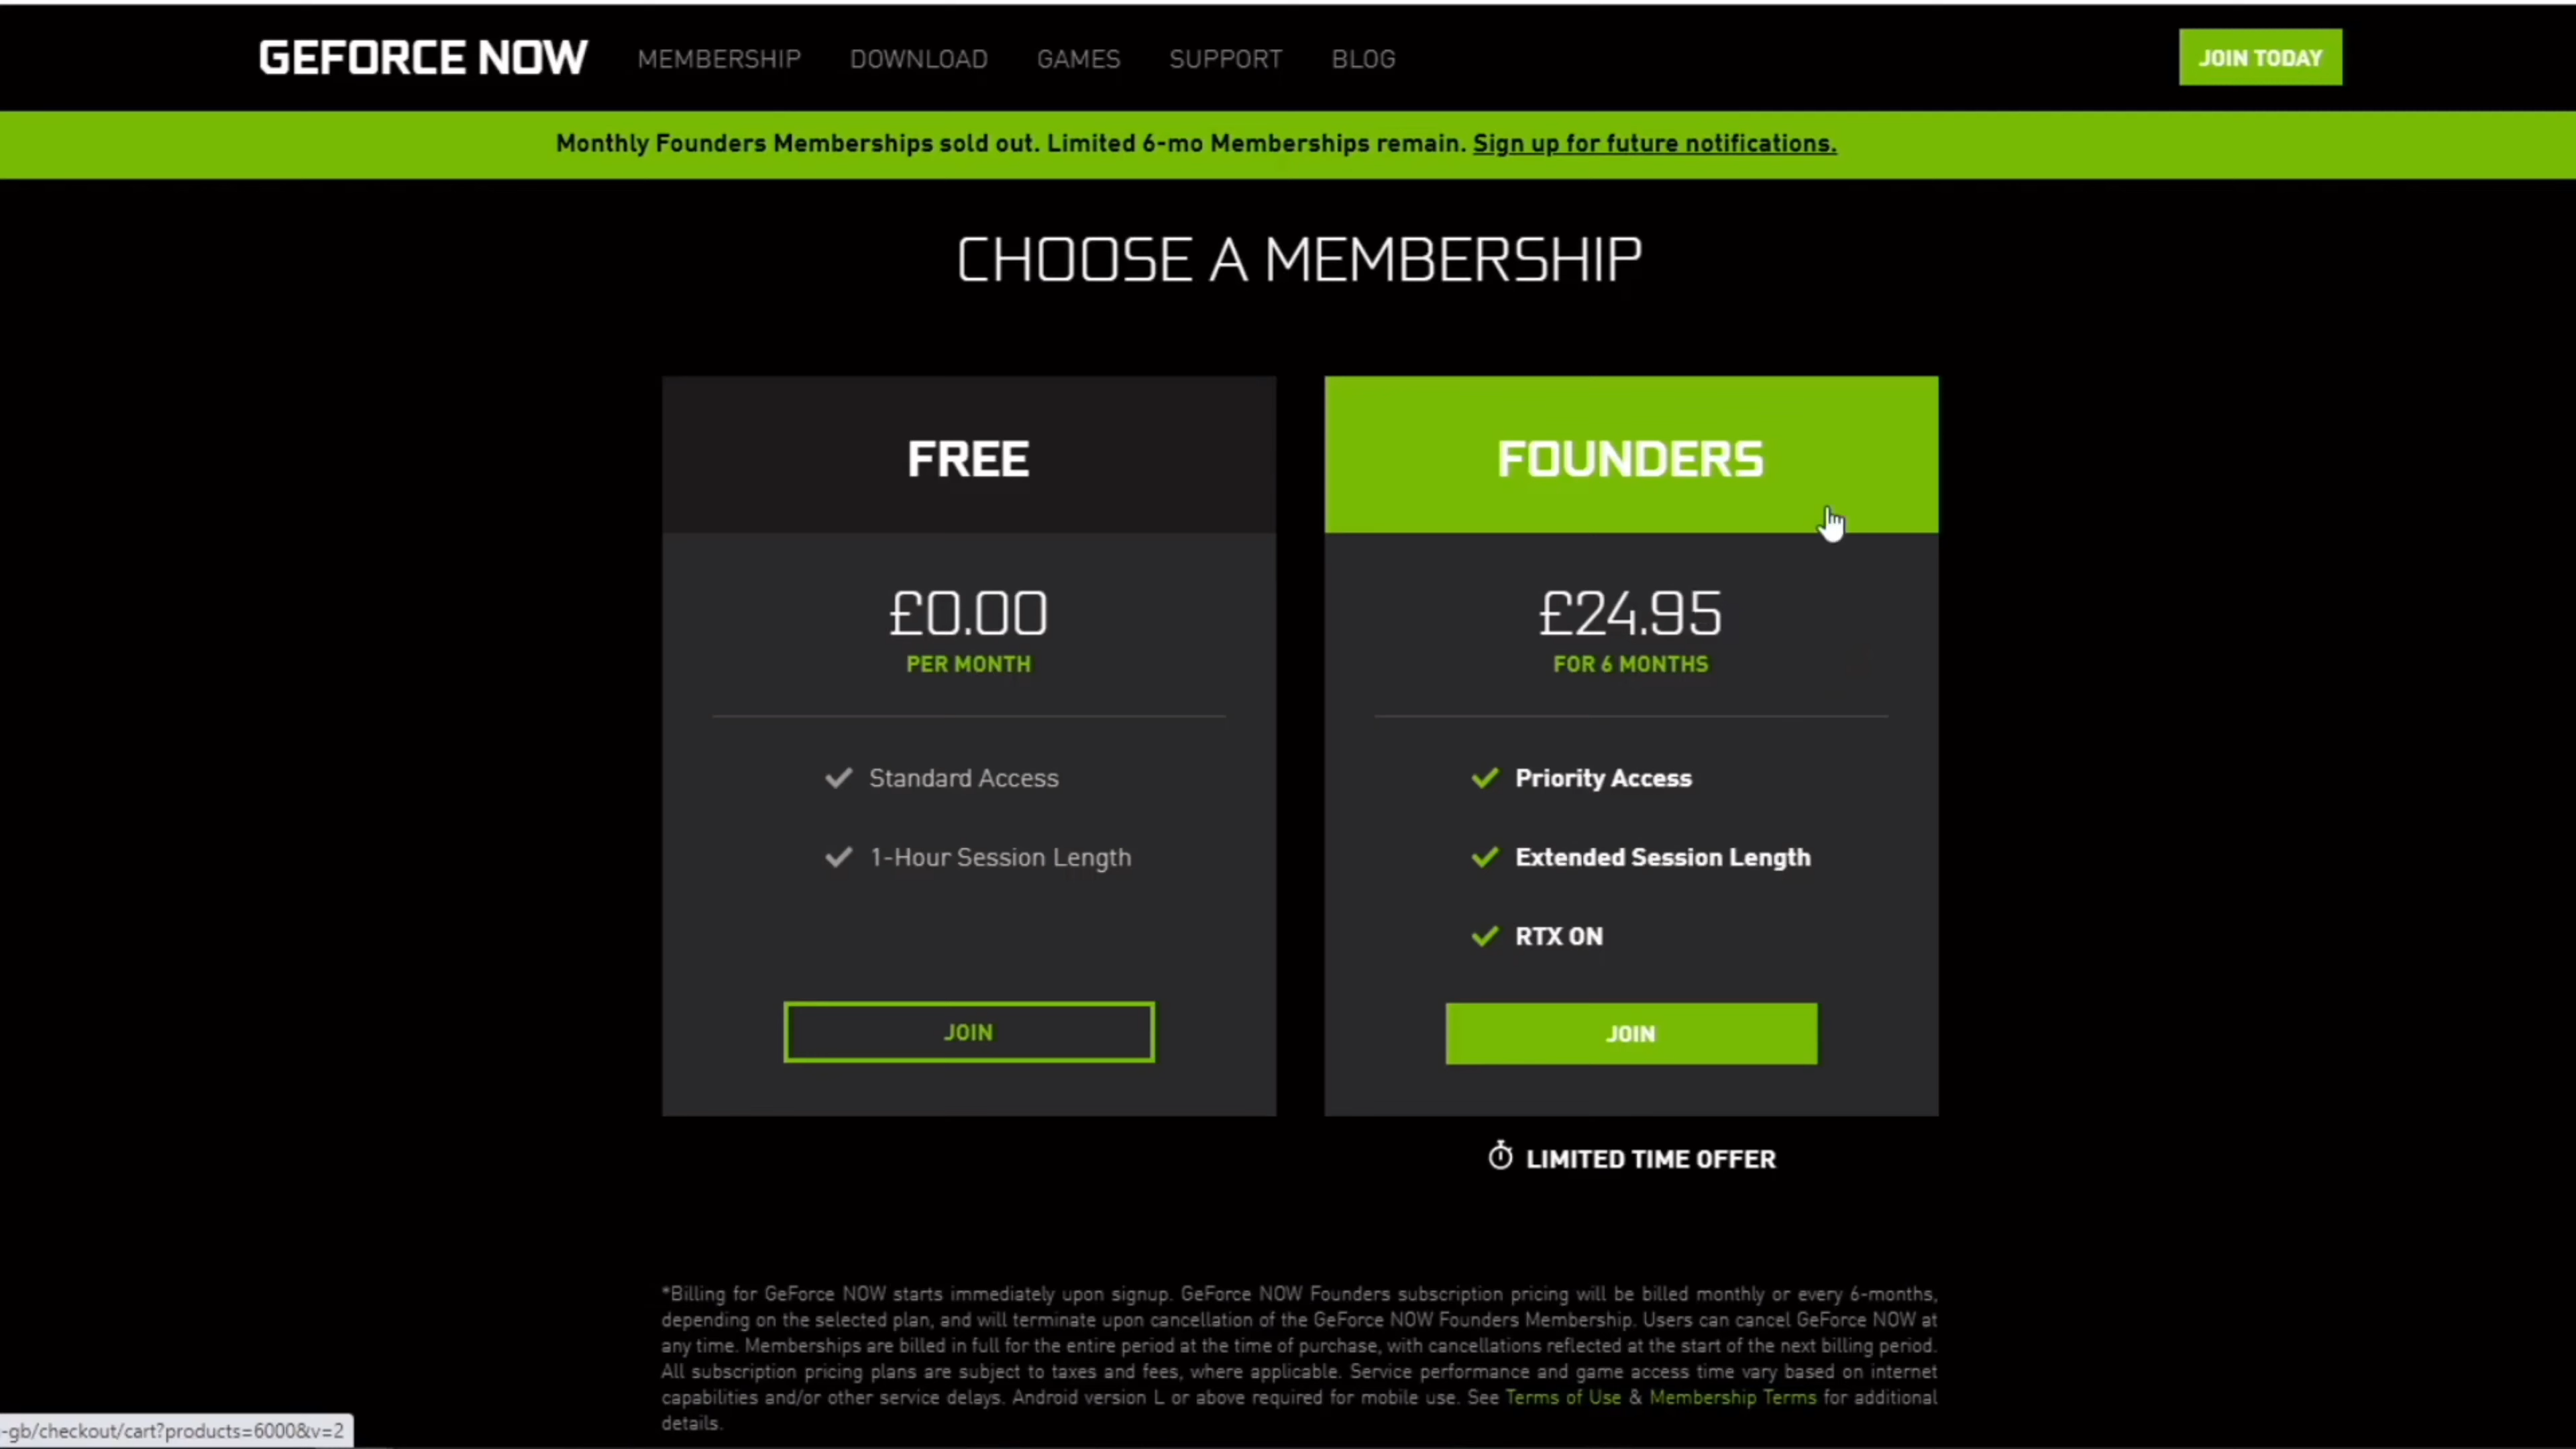 GEFORCE NOW MEMBERSHIP DOWNLOAD GAMES SUPPORT BLOG JOIN TODAY
Monthly Founders Memberships sold out. Limited 6-mo Memberships remain. Sign up for future notifications.
CHOOSE A MEMBERSHIP
FREE
£0.00
PER MONTH
Standard Access
1-Hour Session Length
JOIN
FOUNDERS
£24.95
FOR 6 MONTHS
Priority Access
Extended Session Length
RTX ON
JOIN
LIMITED TIME OFFER
*Billing for GeForce NOW starts immediately upon signup. GeForce NOW Founders subscription pricing will be billed monthly or every 6-months,
depending on the selected plan, and will terminate upon cancellation of the GeForce NOW Founders Membership. Users can cancel GeForce NOW at
any time. Memberships are billed in full for the entire period at the time of purchase, with cancellations reflected at the start of the next billing period.
All subscription pricing plans are subject to taxes and fees, where applicable. Service performance and game access time vary based on internet
capabilities and/or other service delays. Android version L or above required for mobile use. See Terms of Use & Membership Terms for additional
details.
-gb/checkout/cart?products=6000&v=2